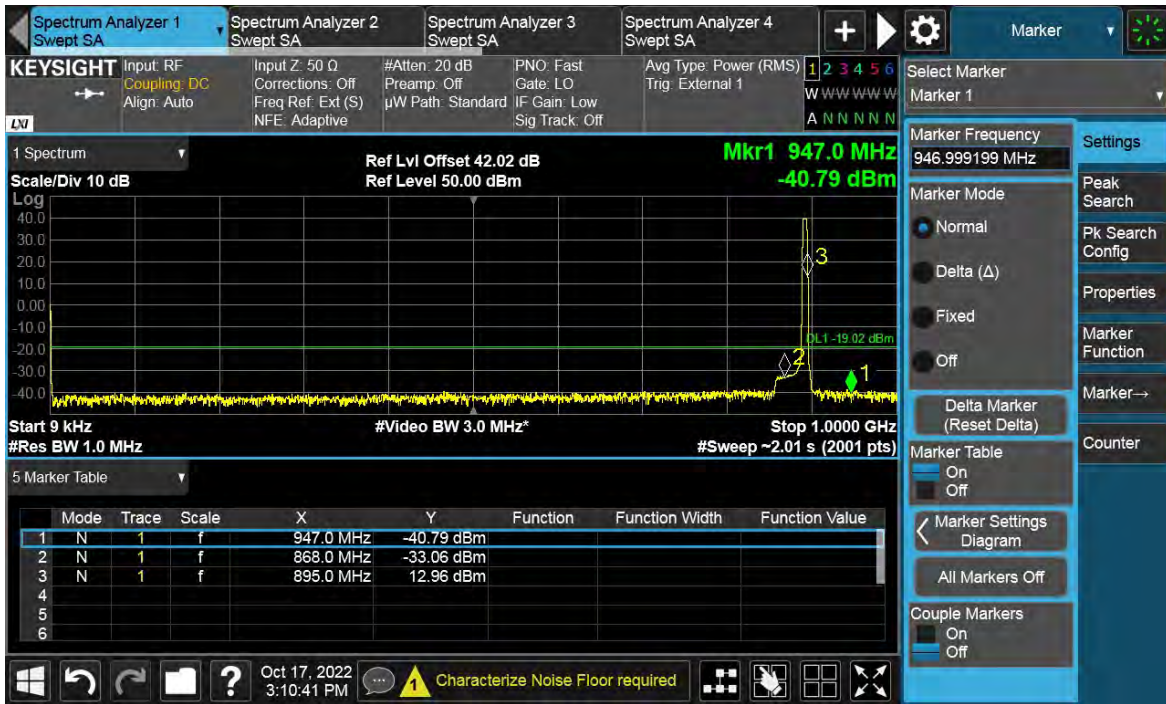 Spectrum Analyzer 1
Swept SA
Spectrum Analyzer 2
Swept SA
Spectrum Analyzer 3
Swept SA
Spectrum Analyzer 4
Swept SA
+
Marker
KEYSIGHT
LXI
Input: RF
Coupling: DC
Align: Auto
Input Z: 50 Ω
Corrections: Off
Freq Ref: Ext (S)
NFE: Adaptive
#Atten: 20 dB
Preamp: Off
µW Path: Standard
PNO: Fast
Gate: LO
IF Gain: Low
Sig Track: Off
Avg Type: Power (RMS)
Trig: External 1
1 2 3 4 5 6
W W W W W W
A N N N N N
Select Marker
Marker 1
1 Spectrum
Scale/Div 10 dB
Ref Lvl Offset 42.02 dB
Ref Level 50.00 dBm
Mkr1 947.0 MHz
-40.79 dBm
Log
40.0
30.0
20.0
10.0
0.00
-10.0
-20.0
-30.0
-40.0
3
DL1 -19.02 dBm
2
1
Start 9 kHz
#Res BW 1.0 MHz
#Video BW 3.0 MHz*
Stop 1.0000 GHz
#Sweep ~2.01 s (2001 pts)
5 Marker Table
Mode Trace Scale X Y Function Function Width Function Value
1 N 1 f 947.0 MHz -40.79 dBm
2 N 1 f 868.0 MHz -33.06 dBm
3 N 1 f 895.0 MHz 12.96 dBm
4
5
6
Marker Frequency
946.999199 MHz
Marker Mode
Normal
Delta (Δ)
Fixed
Off
Delta Marker
(Reset Delta)
Marker Table
On
Off
Marker Settings
Diagram
All Markers Off
Couple Markers
On
Off
Settings
Peak
Search
Pk Search
Config
Properties
Marker
Function
Marker→
Counter
?
Oct 17, 2022
3:10:41 PM
1
Characterize Noise Floor required